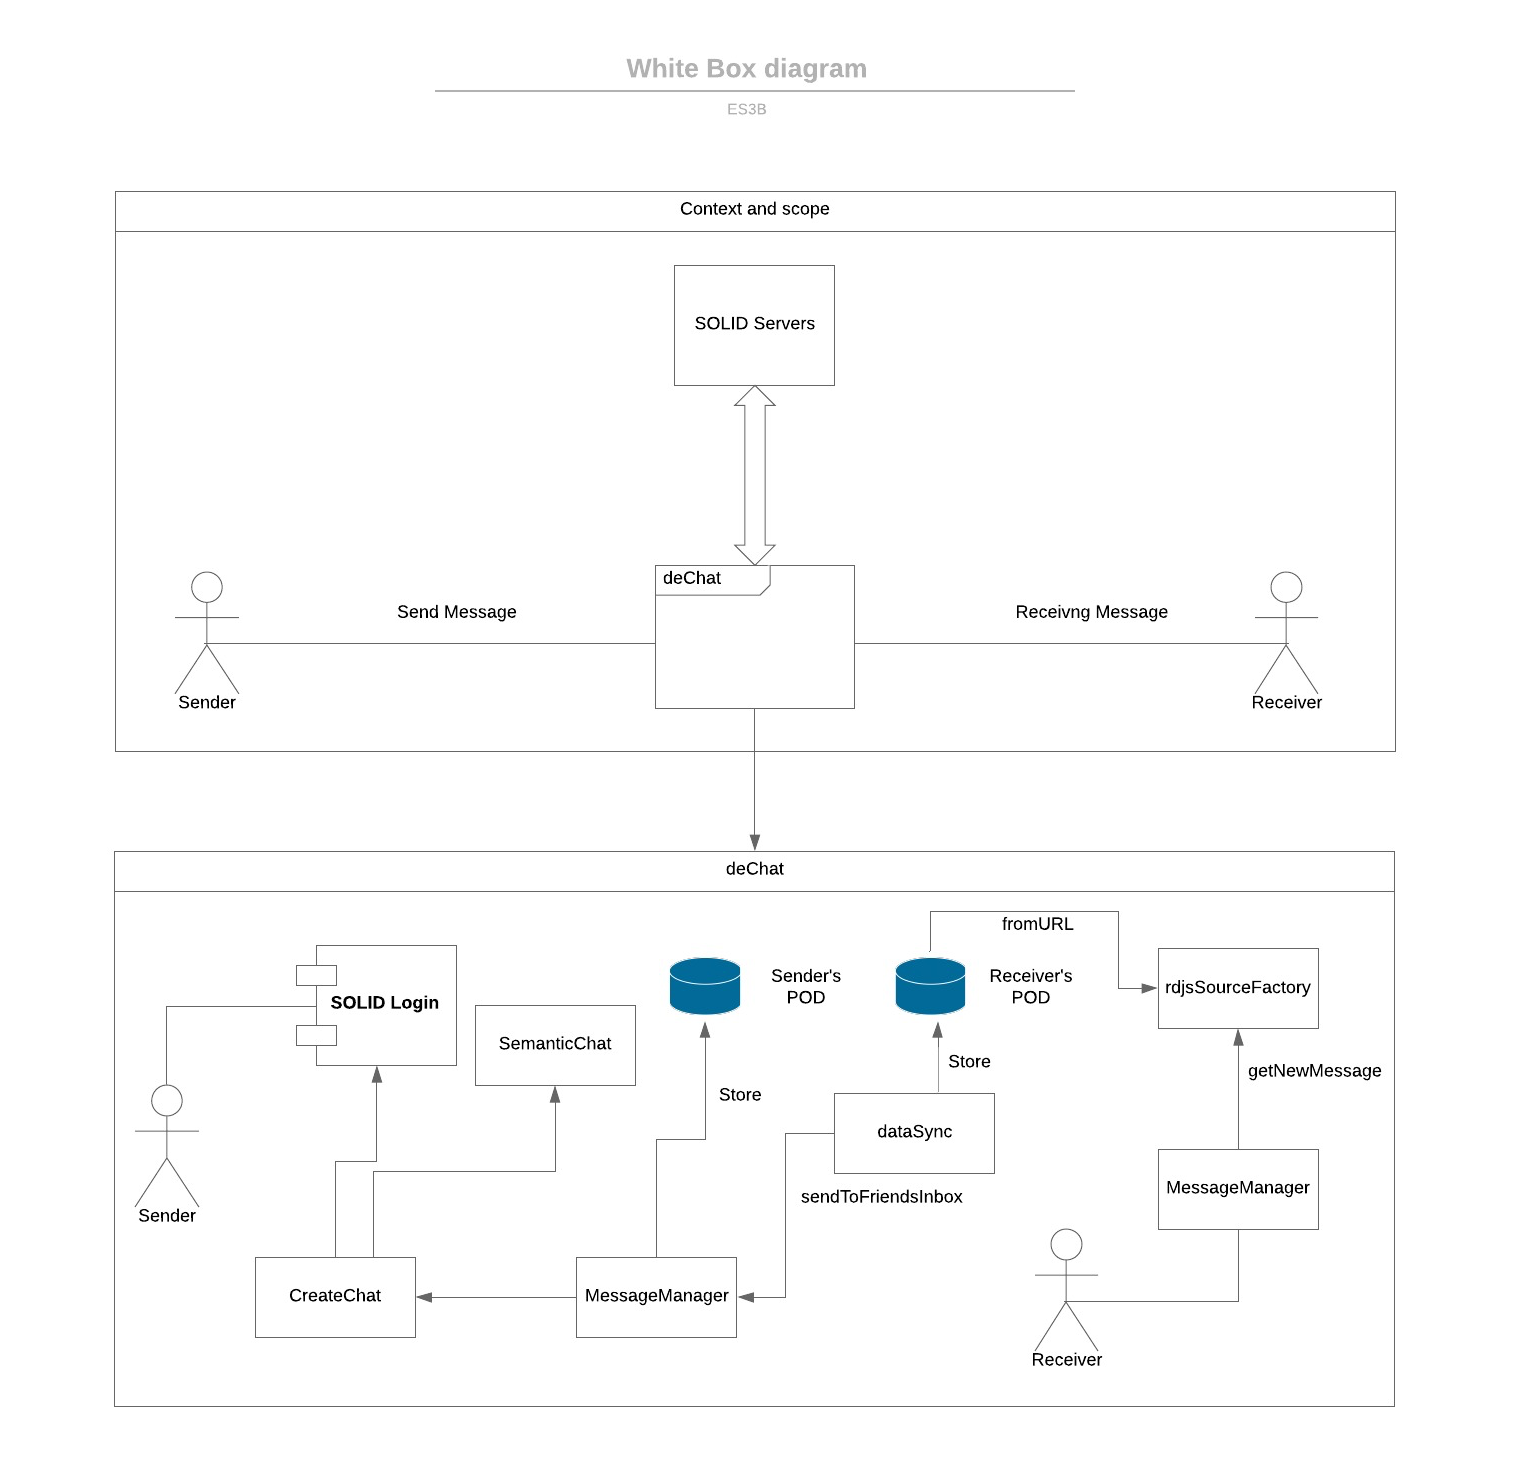 White Box diagram
ES3B
Context and scope
SOLID Servers
deChat
Send Message
Receivng Message
Sender
Receiver
deChat
fromURL
SOLID Login
Sender's
POD
Receiver's
POD
rdjsSourceFactory
SemanticChat
Store
getNewMessage
Store
dataSync
MessageManager
sendToFriendsInbox
Sender
CreateChat
MessageManager
Receiver